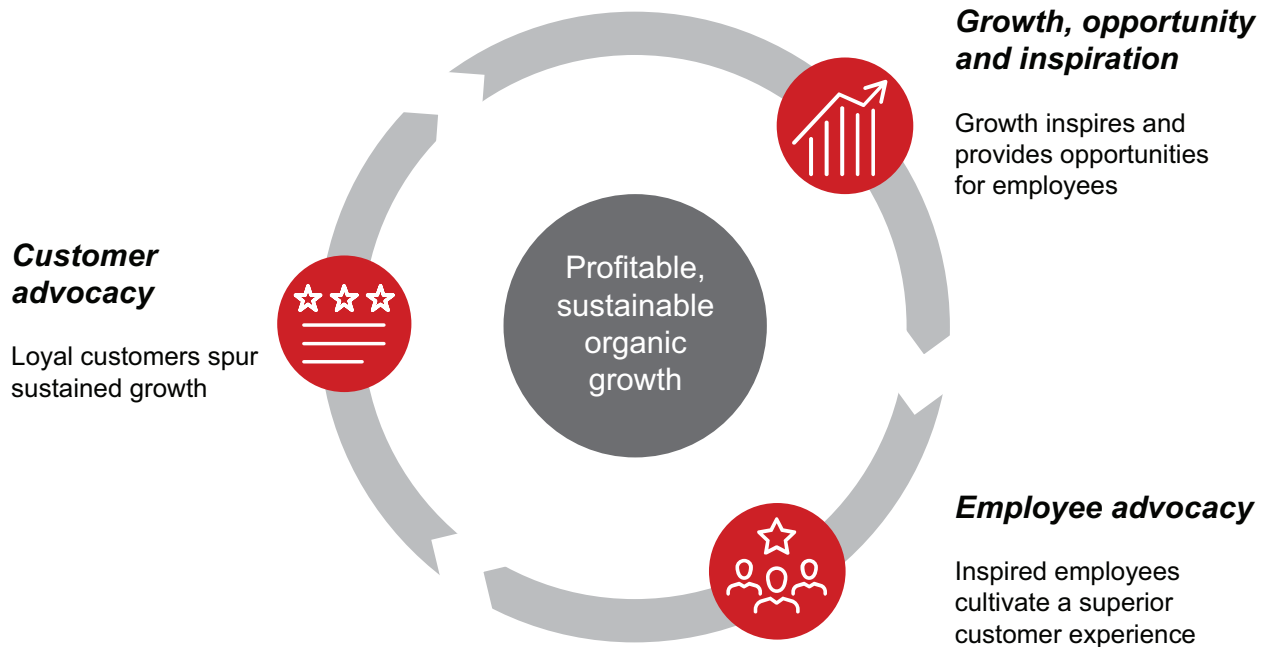 Growth, opportunity
and inspiration
Growth inspires and
provides opportunities
for employees
Customer
advocacy
Loyal customers spur
sustained growth
Profitable,
sustainable
organic
growth
Employee advocacy
Inspired employees
cultivate a superior
customer experience